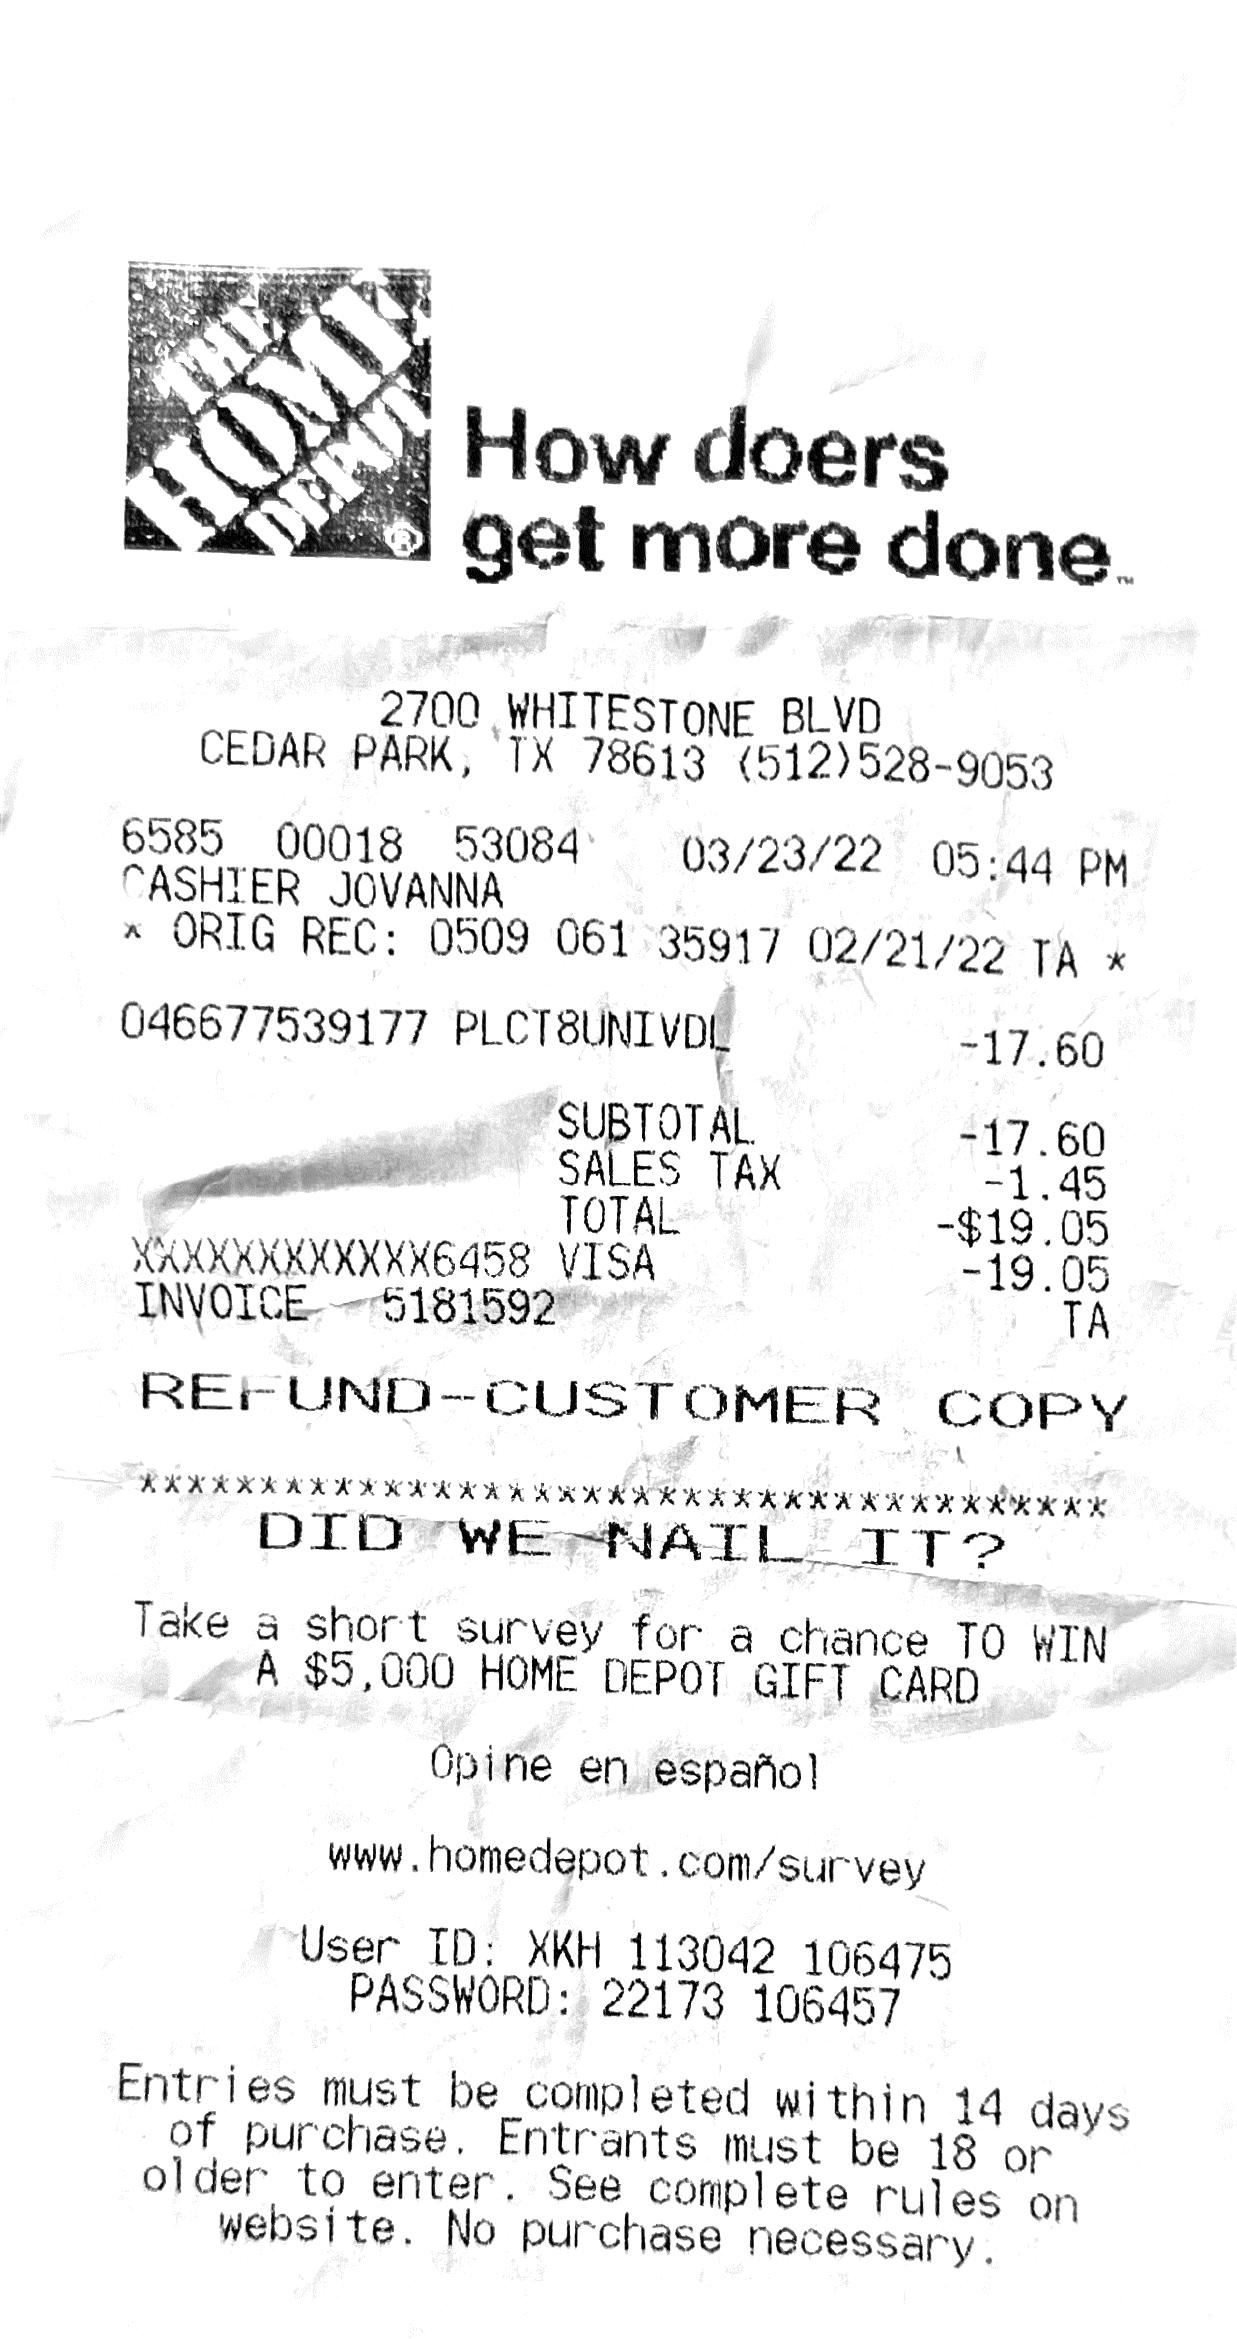 THE
HOME
DEPOT
®
How doers
get more done™
2700 WHITESTONE BLVD
CEDAR PARK, TX 78613 (512)528-9053
6585 00018 53084 03/23/22 05:44 PM
CASHIER JOVANNA
* ORIG REC: 0509 061 35917 02/21/22 TA *
046677539177 PLCT8UNIVDL -17.60
SUBTOTAL -17.60
SALES TAX -1.45
TOTAL -$19.05
XXXXXXXXXXXX6458 VISA -19.05
INVOICE 5181592 TA
REFUND-CUSTOMER COPY
***************************************
DID WE NAIL IT?
Take a short survey for a chance TO WIN
A $5,000 HOME DEPOT GIFT CARD
Opine en español
www.homedepot.com/survey
User ID: XKH 113042 106475
PASSWORD: 22173 106457
Entries must be completed within 14 days
of purchase. Entrants must be 18 or
older to enter. See complete rules on
website. No purchase necessary.